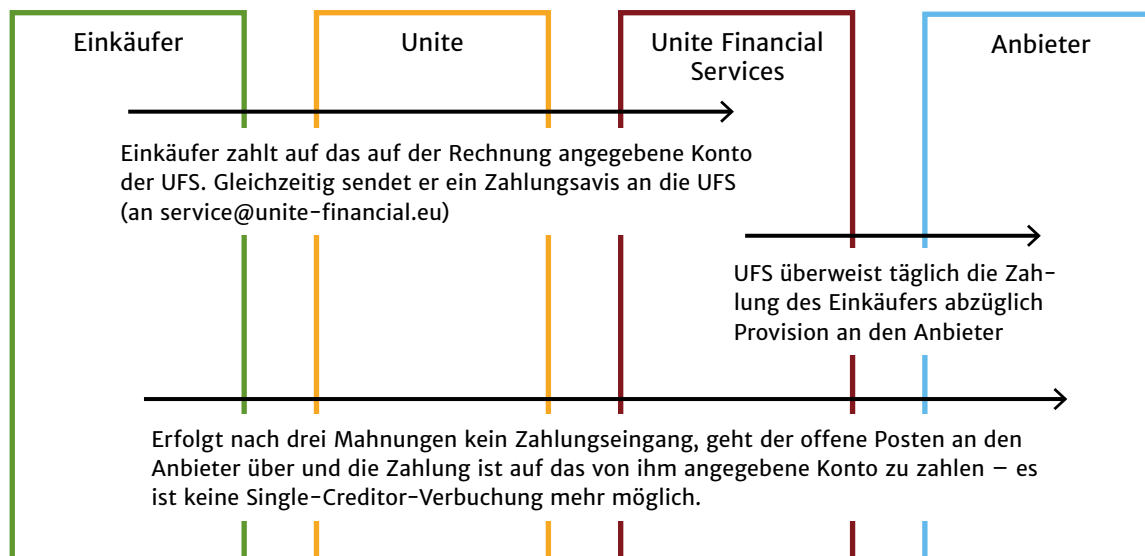 Einkäufer
Unite
Unite Financial
Services
Anbieter
Einkäufer zahlt auf das auf der Rechnung angegebene Konto
der UFS. Gleichzeitig sendet er ein Zahlungsavis an die UFS
(an service@unite-financial.eu)
UFS überweist täglich die Zah-
lung des Einkäufers abzüglich
Provision an den Anbieter
Erfolgt nach drei Mahnungen kein Zahlungseingang, geht der offene Posten an den
Anbieter über und die Zahlung ist auf das von ihm angegebene Konto zu zahlen – es
ist keine Single-Creditor-Verbuchung mehr möglich.